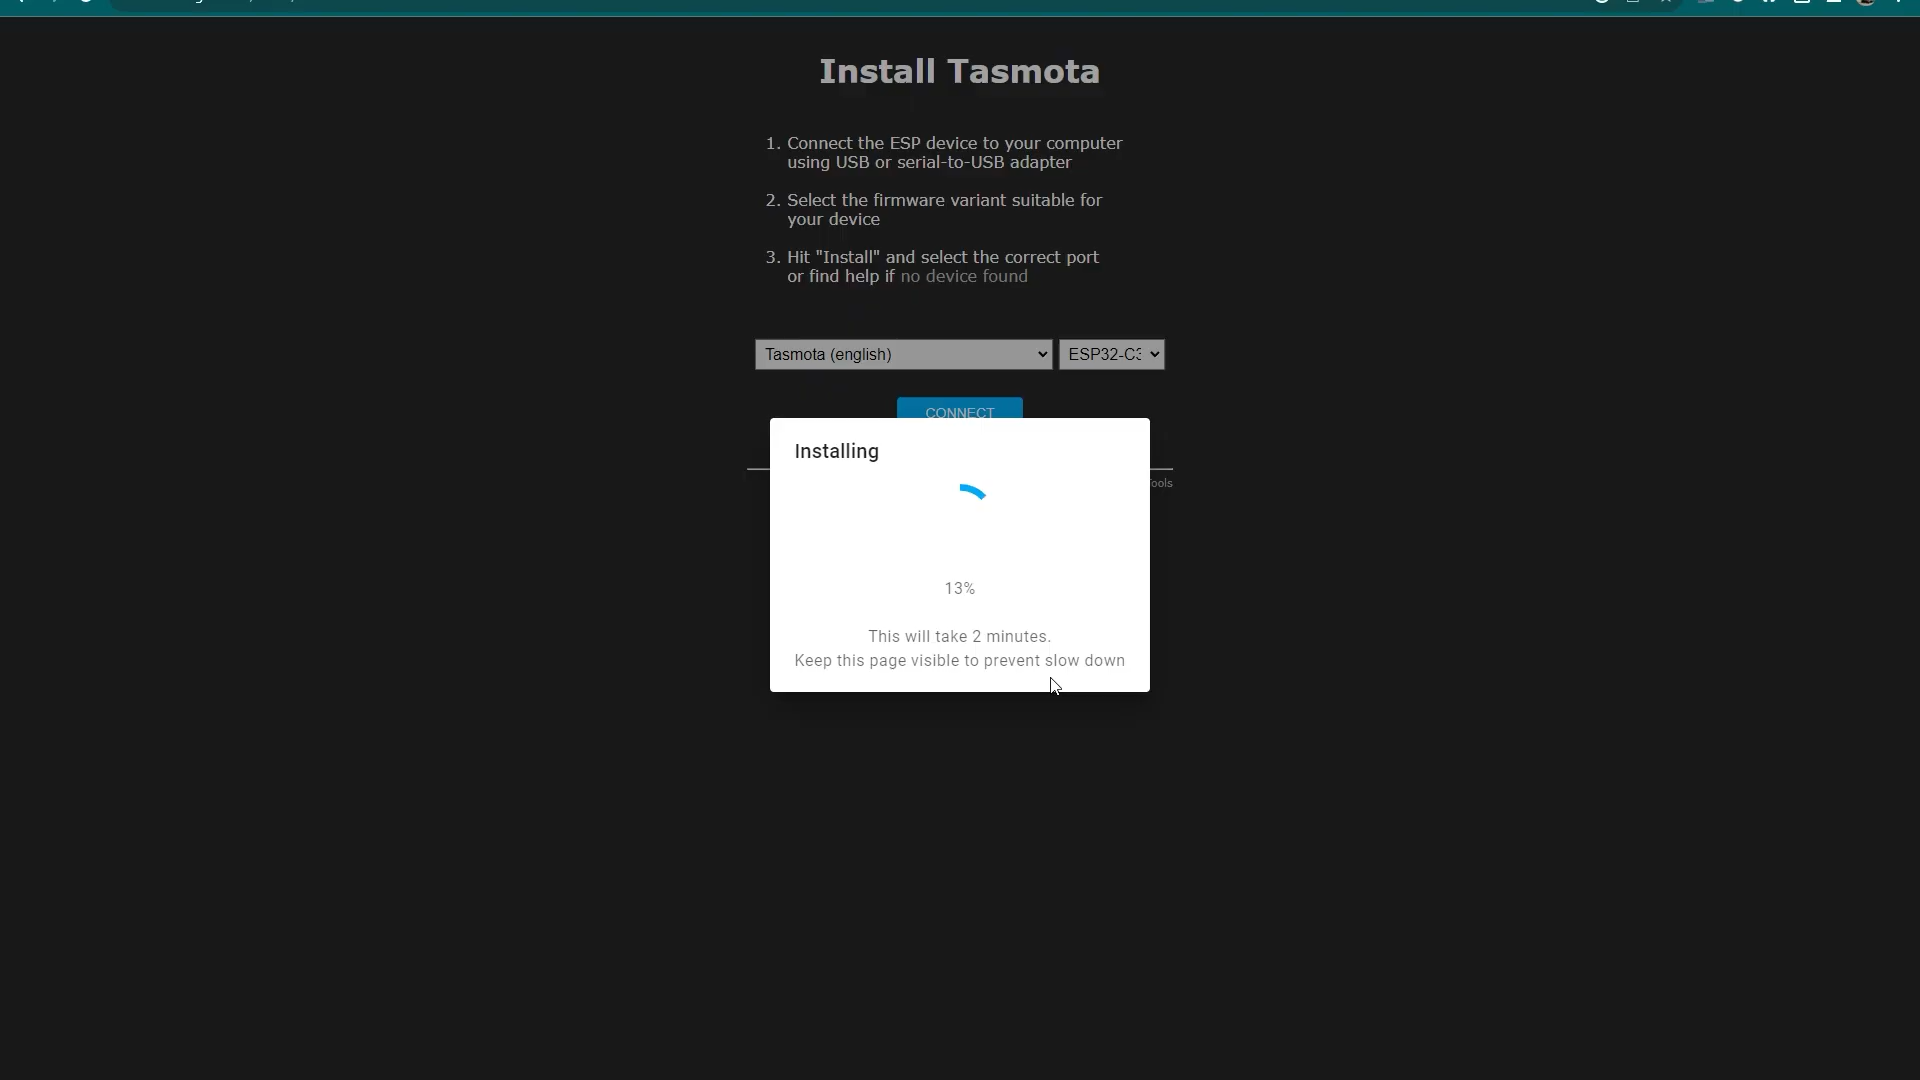 Install Tasmota
1. Connect the ESP device to your computer
using USB or serial-to-USB adapter
2. Select the firmware variant suitable for
your device
3. Hit "Install" and select the correct port
or find help if no device found
Tasmota (english)
ESP32-C3
CONNECT
Installing
Tools
13%
This will take 2 minutes.
Keep this page visible to prevent slow down